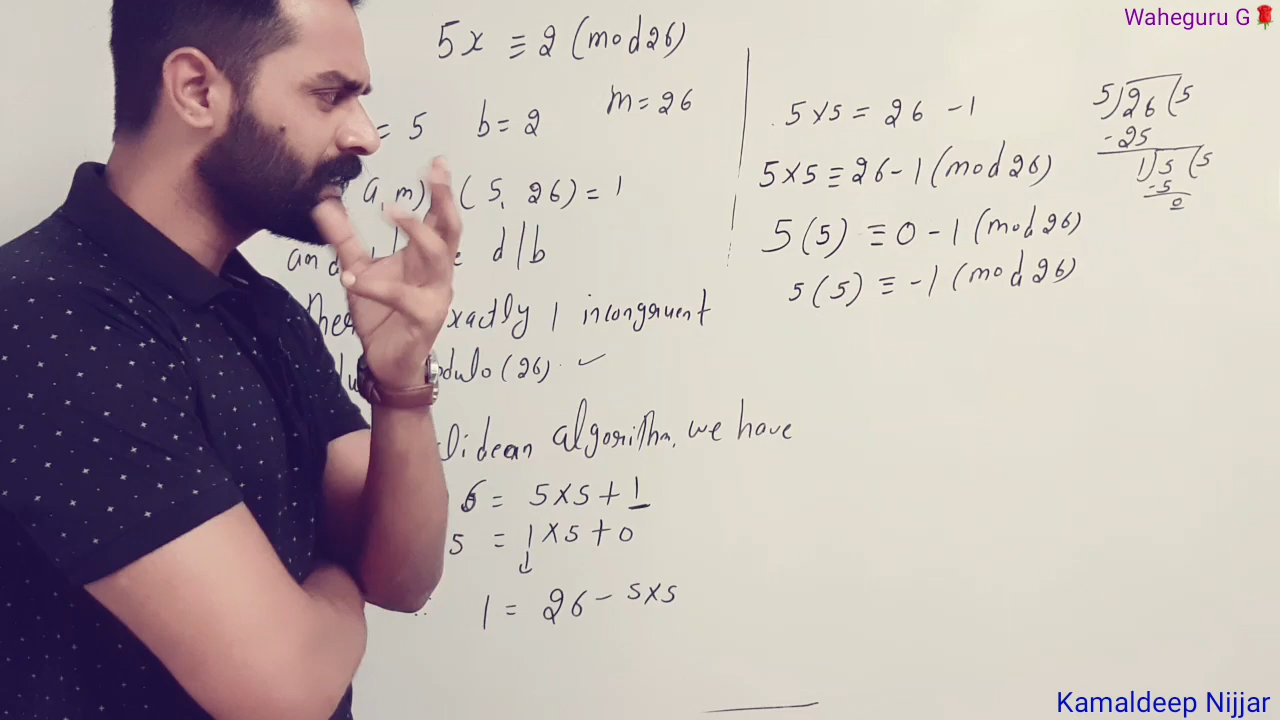 Waheguru G🌹
5x ≡ 2 (mod 26)
= 5 b = 2 m = 26
a, m) ( 5, 26) = 1
and d/b
exactly 1 incongruent
modulo (26) ✓
algorithm, we have
6 = 5×5 + 1
5 = 1×5 + 0
↓
1 = 26 - 5×5
5×5 = 26 - 1
5×5 ≡ 26 - 1 (mod 26)
5(5) ≡ 0 - 1 (mod 26)
5(5) ≡ -1 (mod 26)
5)26(5
-25
1)5(5
-5
0
Kamaldeep Nijjar